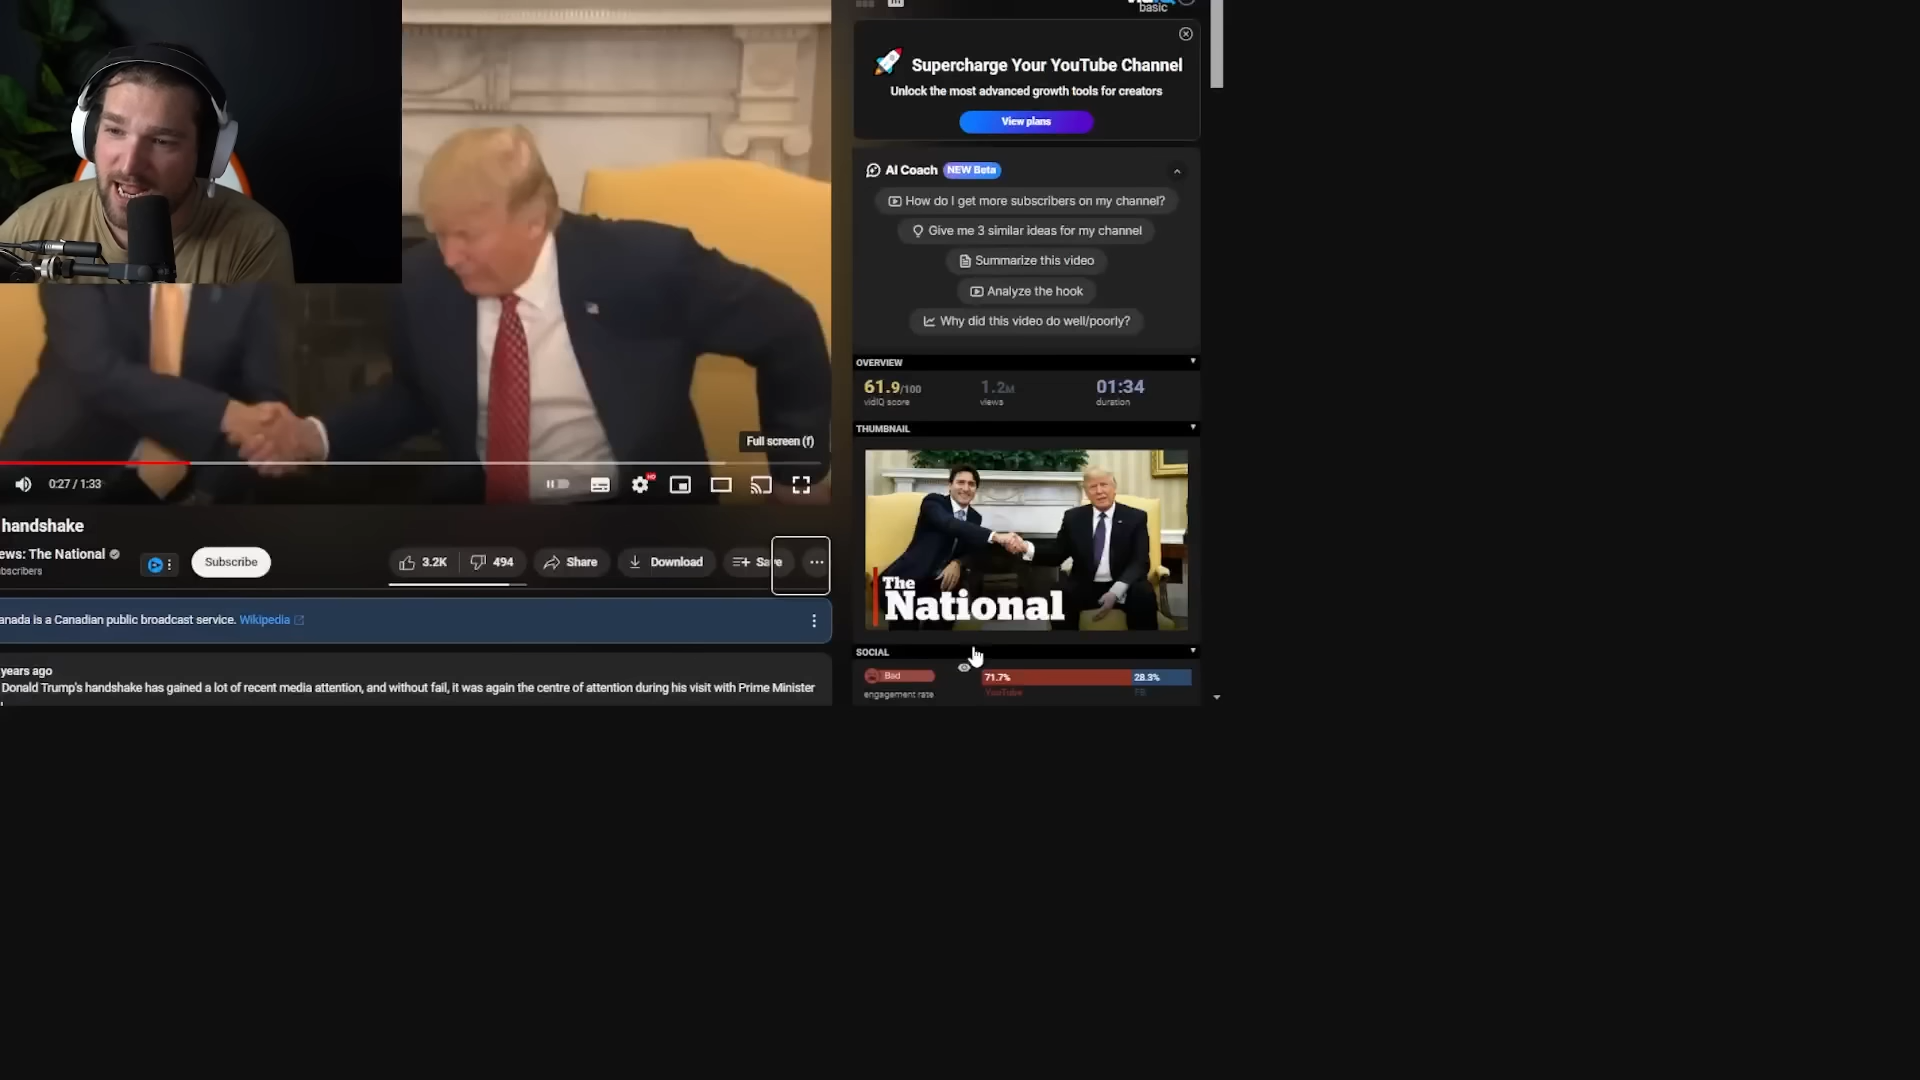 basic
Supercharge Your YouTube Channel
Unlock the most advanced growth tools for creators
View plans
AI Coach NEW Beta
How do I get more subscribers on my channel?
Give me 3 similar ideas for my channel
Summarize this video
Analyze the hook
Why did this video do well/poorly?
OVERVIEW
61.9/100 1.2M 01:34
vidIQ score views duration
THUMBNAIL
The
National
SOCIAL
Bad 71.7% 28.3%
engagement rate YouTube FB
Full screen (f)
0:27 / 1:33
HD
handshake
ews: The National
bscribers
Subscribe
3.2K 494 Share Download Save
anada is a Canadian public broadcast service. Wikipedia
years ago
Donald Trump's handshake has gained a lot of recent media attention, and without fail, it was again the centre of attention during his visit with Prime Minister